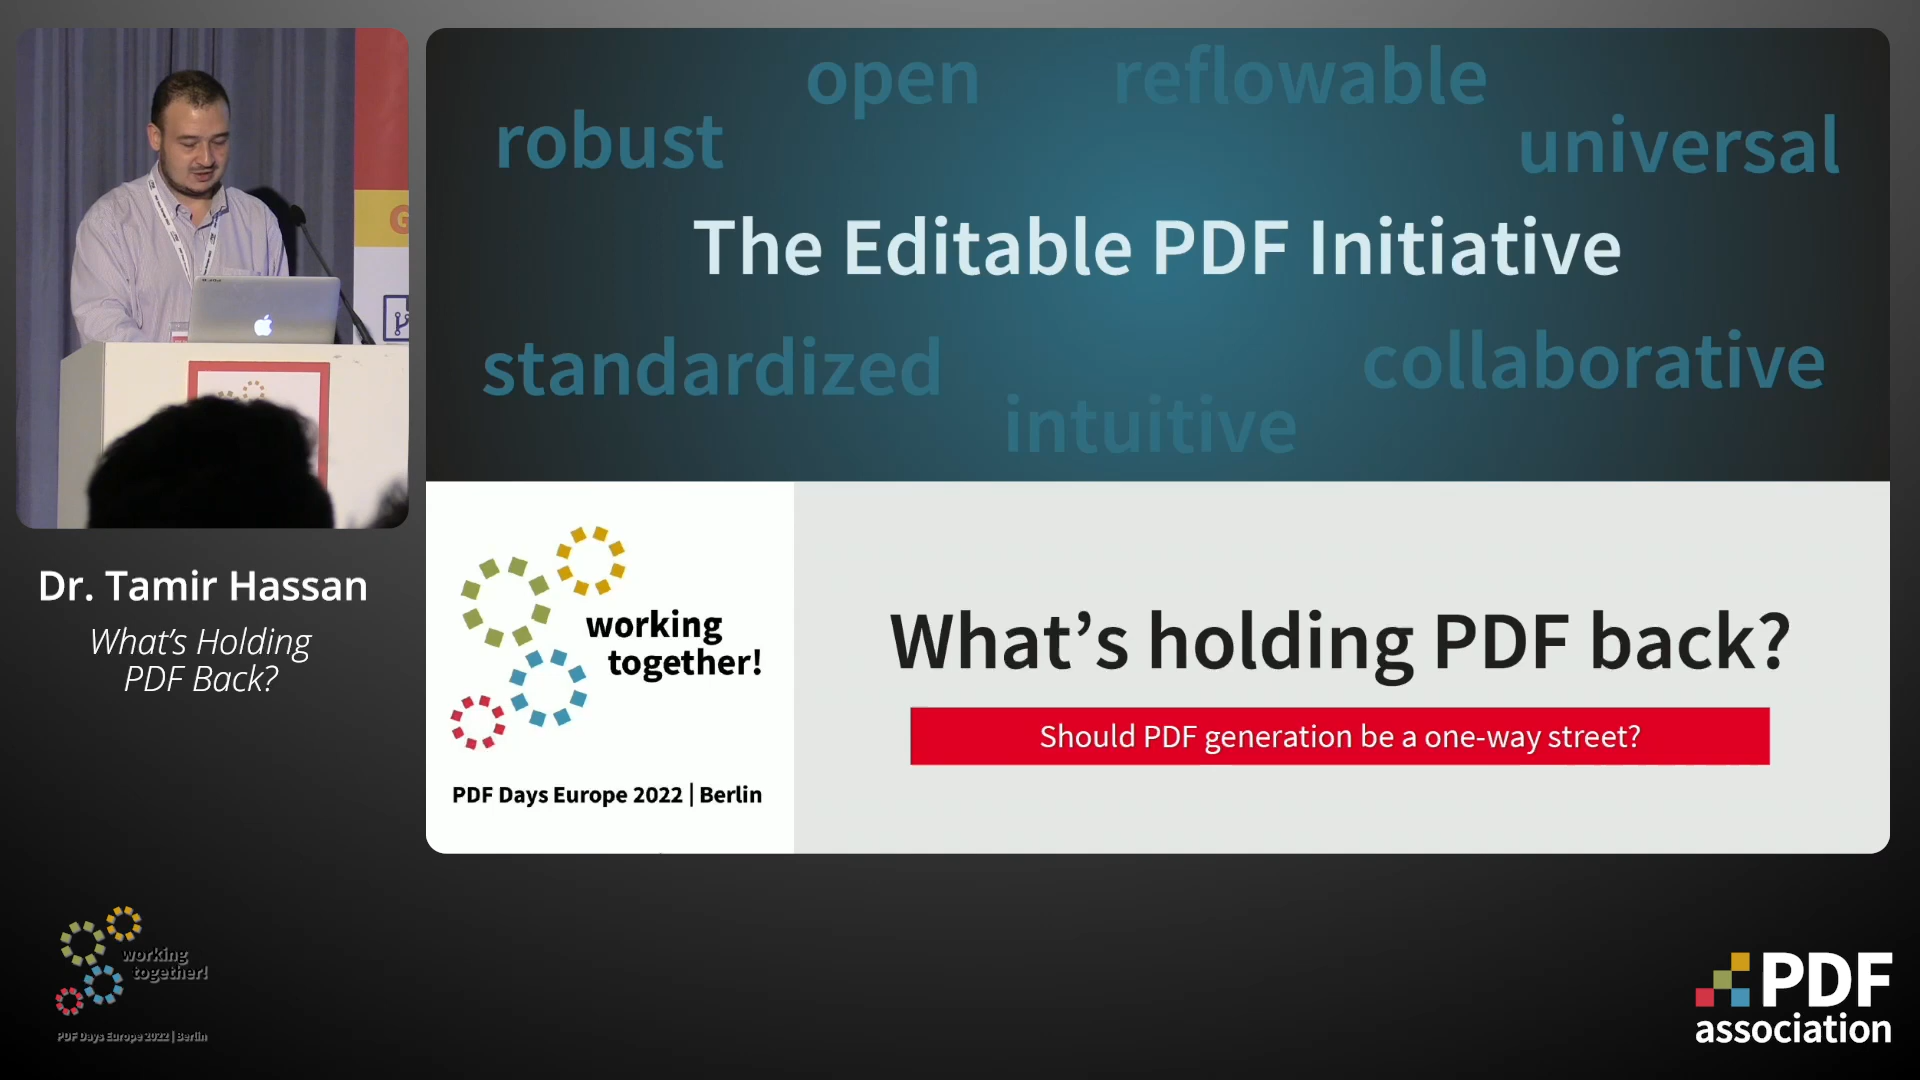 open reflowable
robust universal
The Editable PDF Initiative
standardized collaborative
intuitive
working
together!
PDF Days Europe 2022 | Berlin
What’s holding PDF back?
Should PDF generation be a one-way street?
Dr. Tamir Hassan
What’s Holding
PDF Back?
working
together!
PDF Days Europe 2022 | Berlin
PDF
association
G